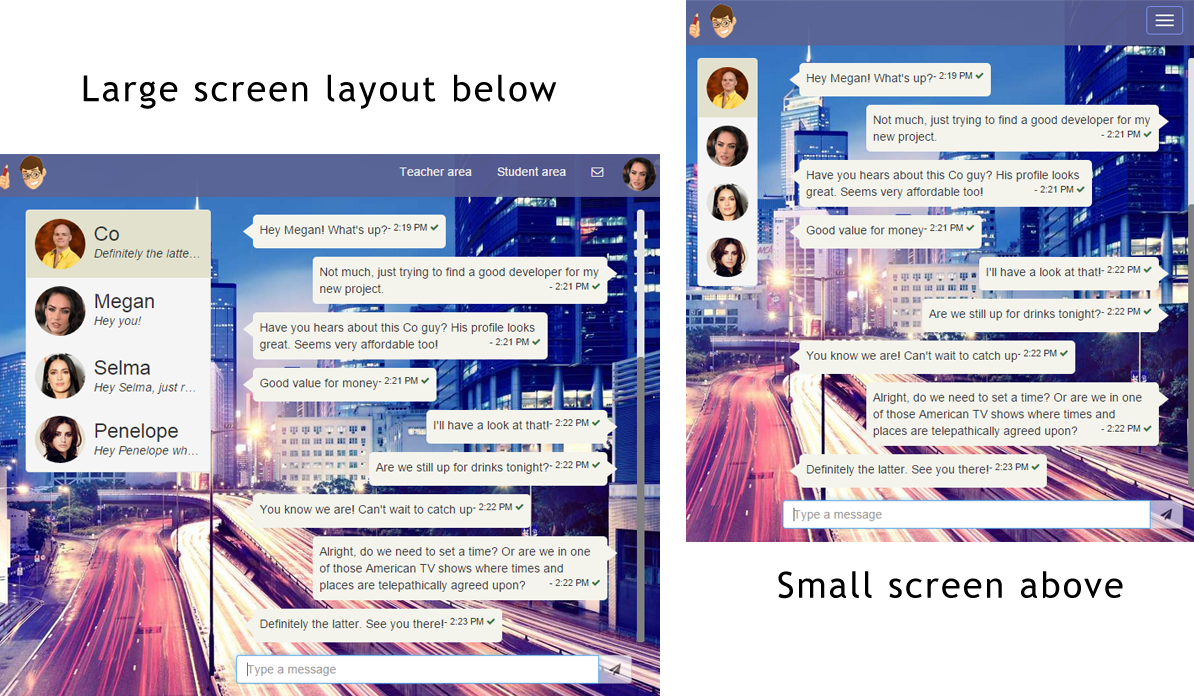 Large screen layout below
Teacher area Student area
Co
Definitely the latte...
Megan
Hey you!
Selma
Hey Selma, just r...
Penelope
Hey Penelope wh...
Hey Megan! What's up?- 2:19 PM ✔
Not much, just trying to find a good developer for my
new project. - 2:21 PM ✔
Have you hears about this Co guy? His profile looks
great. Seems very affordable too! - 2:21 PM ✔
Good value for money- 2:21 PM ✔
I'll have a look at that!- 2:22 PM ✔
Are we still up for drinks tonight?- 2:22 PM ✔
You know we are! Can't wait to catch up- 2:22 PM ✔
Alright, do we need to set a time? Or are we in one
of those American TV shows where times and
places are telepathically agreed upon? - 2:22 PM ✔
Definitely the latter. See you there!- 2:23 PM ✔
Type a message
Hey Megan! What's up?- 2:19 PM ✔
Not much, just trying to find a good developer for my
new project. - 2:21 PM ✔
Have you hears about this Co guy? His profile looks
great. Seems very affordable too! - 2:21 PM ✔
Good value for money- 2:21 PM ✔
I'll have a look at that!- 2:22 PM ✔
Are we still up for drinks tonight?- 2:22 PM ✔
You know we are! Can't wait to catch up- 2:22 PM ✔
Alright, do we need to set a time? Or are we in one
of those American TV shows where times and
places are telepathically agreed upon? - 2:22 PM ✔
Definitely the latter. See you there!- 2:23 PM ✔
Type a message
Small screen above